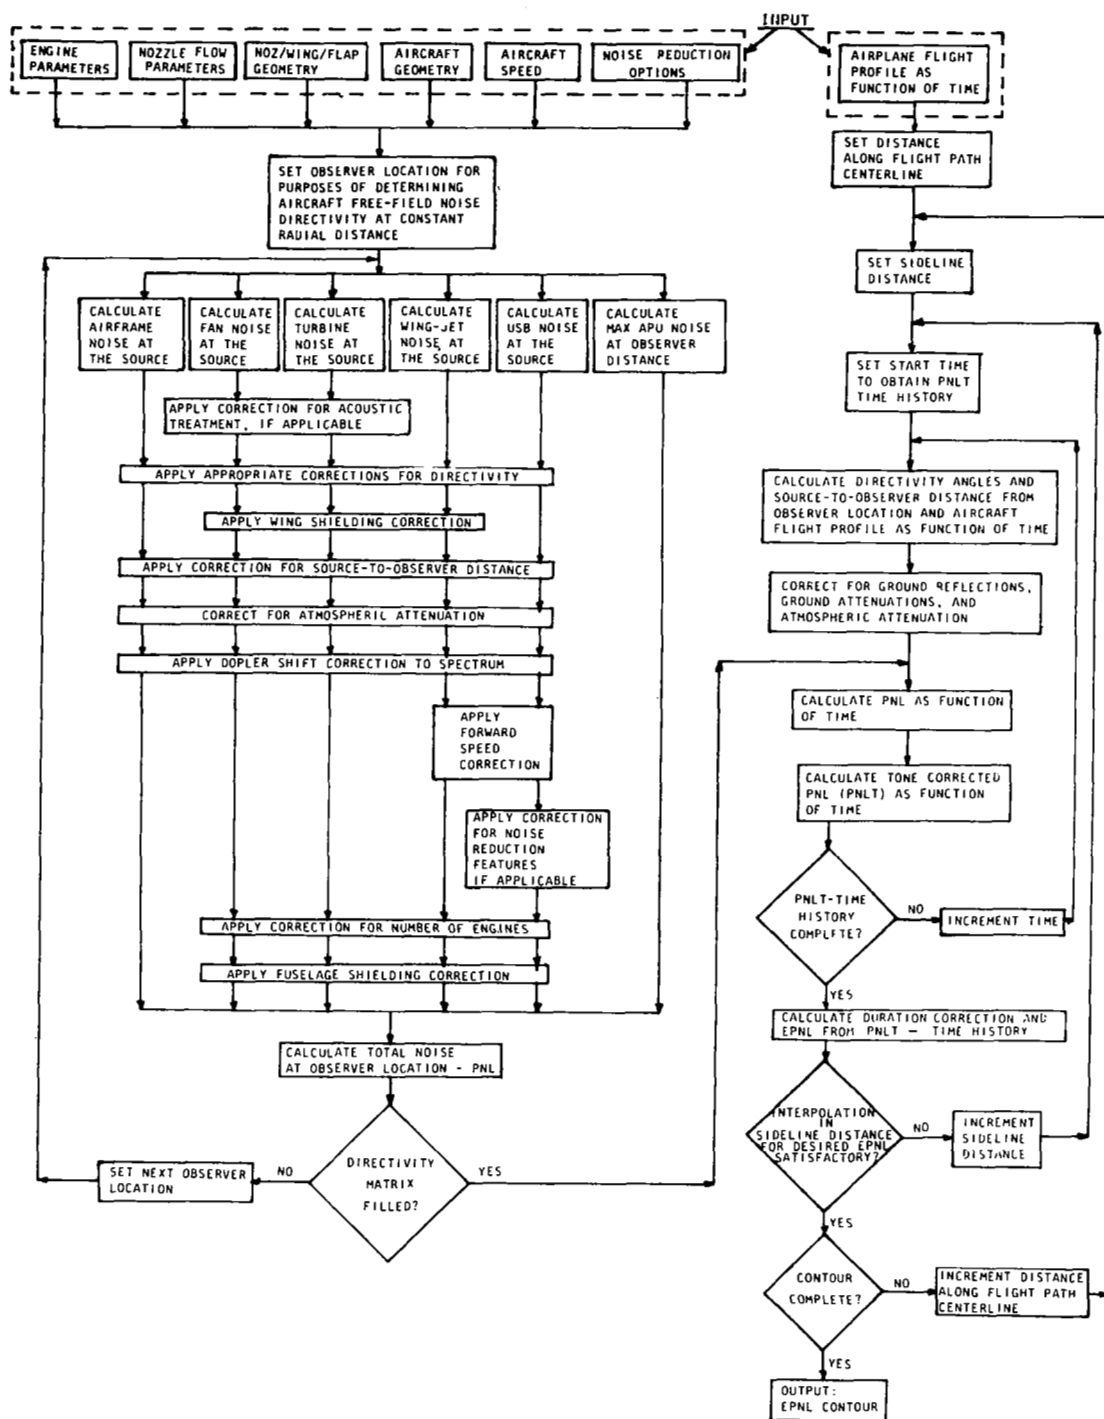 INPUT
ENGINE
PARAMETERS
NOZZLE FLOW
PARAMETERS
NOZ/WING/FLAP
GEOMETRY
AIRCRAFT
GEOMETRY
AIRCRAFT
SPEED
NOISE REDUCTION
OPTIONS
AIRPLANE FLIGHT
PROFILE AS
FUNCTION OF TIME
SET OBSERVER LOCATION FOR
PURPOSES OF DETERMINING
AIRCRAFT FREE-FIELD NOISE
DIRECTIVITY AT CONSTANT
RADIAL DISTANCE
CALCULATE
AIRFRAME
NOISE AT
THE SOURCE
CALCULATE
FAN NOISE
AT THE
SOURCE
CALCULATE
TURBINE
NOISE AT
THE SOURCE
CALCULATE
WING-JET
NOISE AT
THE SOURCE
CALCULATE
USB NOISE
AT THE
SOURCE
CALCULATE
MAX APU NOISE
AT OBSERVER
DISTANCE
APPLY CORRECTION FOR ACOUSTIC
TREATMENT, IF APPLICABLE
APPLY APPROPRIATE CORRECTIONS FOR DIRECTIVITY
APPLY WING SHIELDING CORRECTION
APPLY CORRECTION FOR SOURCE-TO-OBSERVER DISTANCE
CORRECT FOR ATMOSPHERIC ATTENUATION
APPLY DOPLER SHIFT CORRECTION TO SPECTRUM
APPLY
FORWARD
SPEED
CORRECTION
APPLY CORRECTION
FOR NOISE
REDUCTION
FEATURES
IF APPLICABLE
APPLY CORRECTION FOR NUMBER OF ENGINES
APPLY FUSELAGE SHIELDING CORRECTION
CALCULATE TOTAL NOISE
AT OBSERVER LOCATION - PNL
DIRECTIVITY
MATRIX
FILLED?
NO
YES
SET NEXT OBSERVER
LOCATION
SET DISTANCE
ALONG FLIGHT PATH
CENTERLINE
SET SIDELINE
DISTANCE
SET START TIME
TO OBTAIN PNLT
TIME HISTORY
CALCULATE DIRECTIVITY ANGLES AND
SOURCE-TO-OBSERVER DISTANCE FROM
OBSERVER LOCATION AND AIRCRAFT
FLIGHT PROFILE AS FUNCTION OF TIME
CORRECT FOR GROUND REFLECTIONS,
GROUND ATTENUATIONS, AND
ATMOSPHERIC ATTENUATION
CALCULATE PNL AS FUNCTION
OF TIME
CALCULATE TONE CORRECTED
PNL (PNLT) AS FUNCTION
OF TIME
PNLT-TIME
HISTORY
COMPLETE?
NO
INCREMENT TIME
YES
CALCULATE DURATION CORRECTION AND
EPNL FROM PNLT - TIME HISTORY
INTERPOLATION
IN
SIDELINE DISTANCE
FOR DESIRED EPNL
SATISFACTORY?
NO
INCREMENT
SIDELINE
DISTANCE
YES
CONTOUR
COMPLETE?
NO
INCREMENT DISTANCE
ALONG FLIGHT PATH
CENTERLINE
YES
OUTPUT:
EPNL CONTOUR